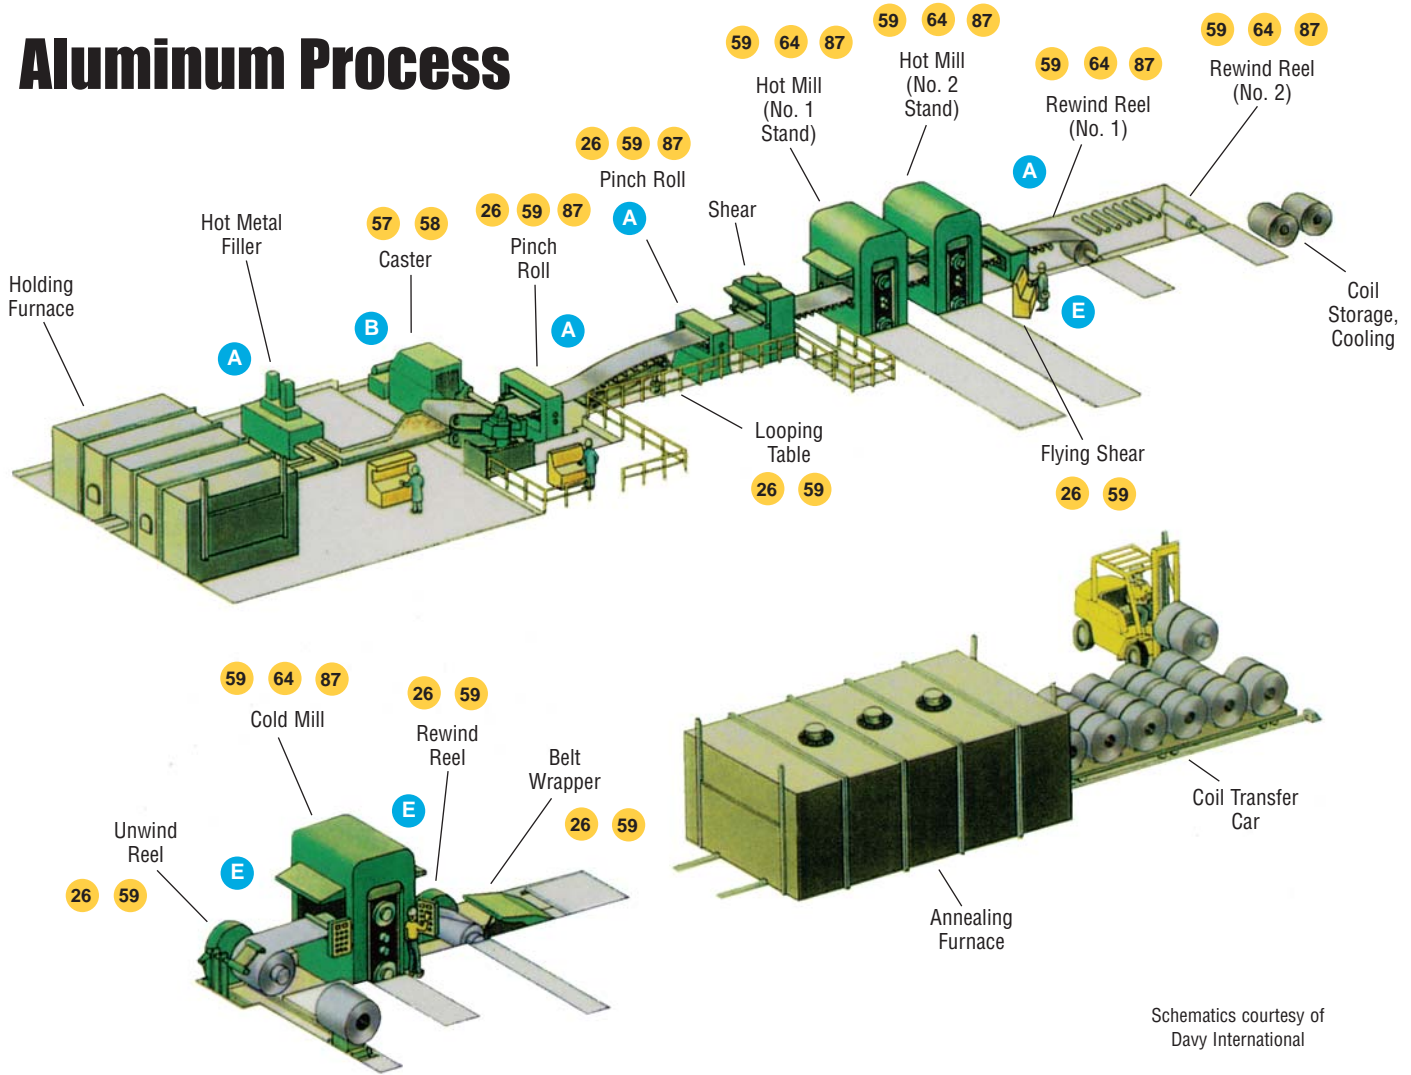 Aluminum Process
59 64 87
Hot Mill
(No. 1
Stand)
59 64 87
Hot Mill
(No. 2
Stand)
59 64 87
Rewind Reel
(No. 1)
59 64 87
Rewind Reel
(No. 2)
26 59 87
Pinch Roll
A
Shear
A
Hot Metal
Filler
57 58
Caster
26 59 87
Pinch
Roll
Holding
Furnace
A
B
A
E
Coil
Storage,
Cooling
Looping
Table
26 59
Flying Shear
26 59
59 64 87
Cold Mill
26 59
Rewind
Reel
Belt
Wrapper
26 59
E
Unwind
Reel
26 59
E
Coil Transfer
Car
Annealing
Furnace
Schematics courtesy of
Davy International